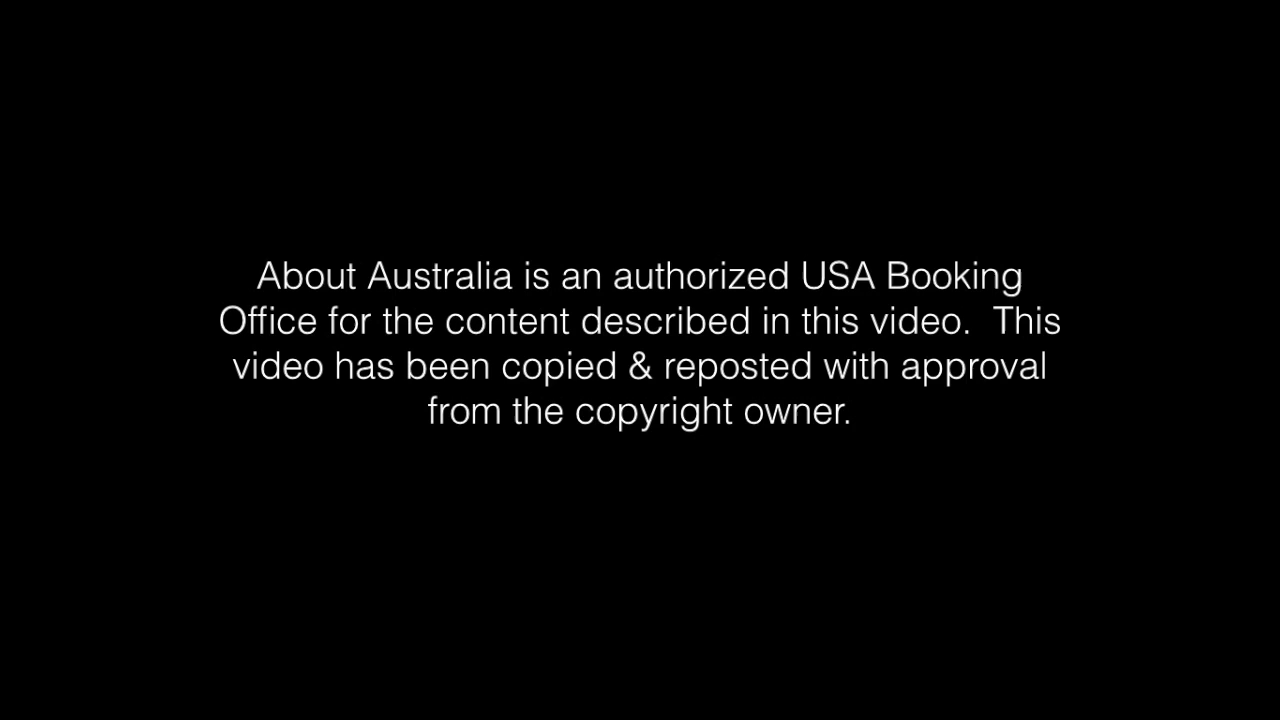 About Australia is an authorized USA Booking
Office for the content described in this video.  This
video has been copied & reposted with approval
from the copyright owner.